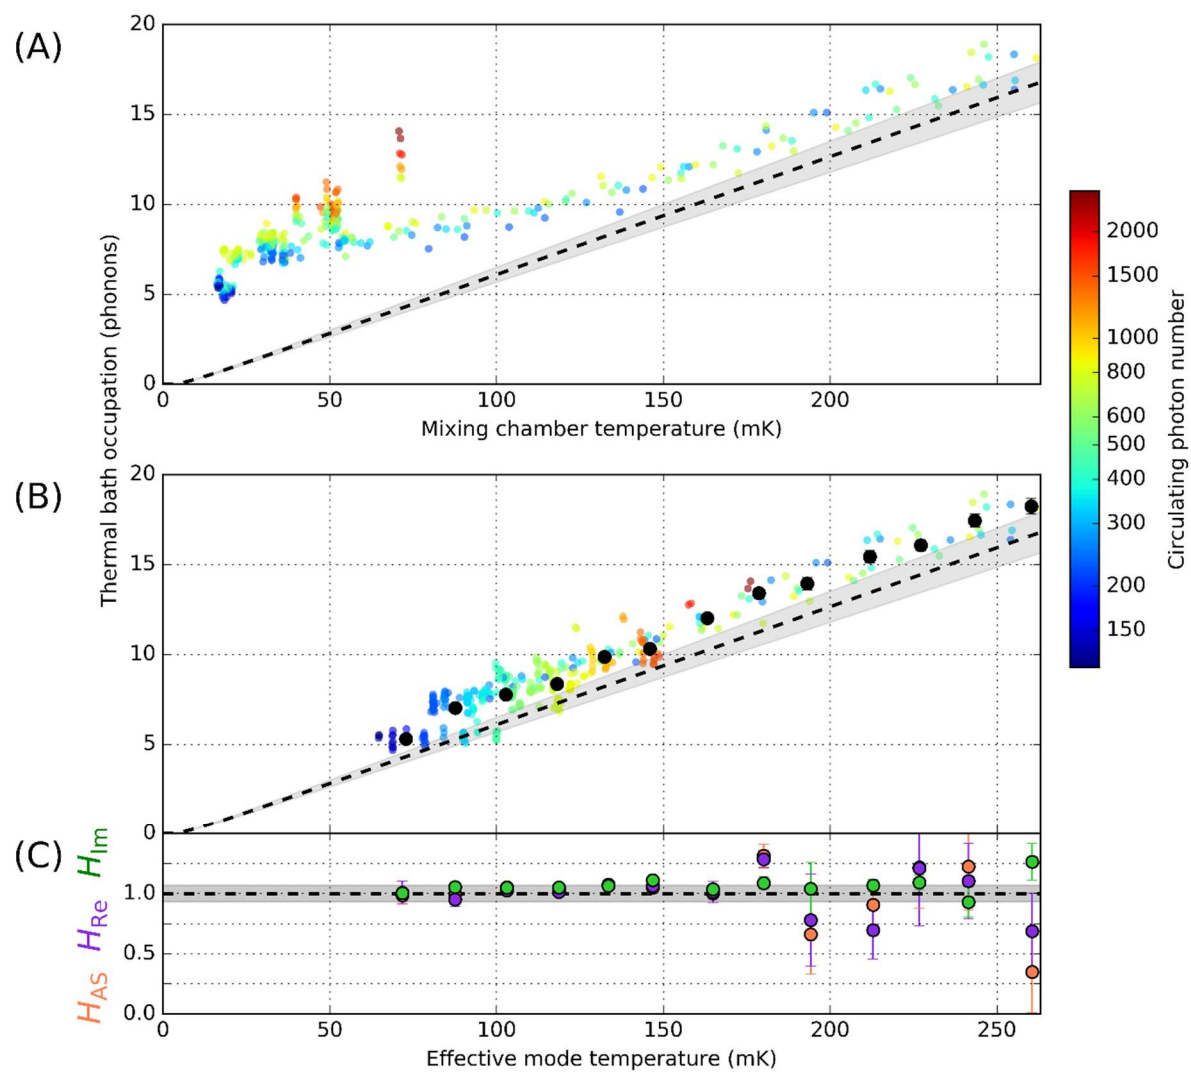 (A)
20
15
10
5
0
0 50 100 150 200 250
Mixing chamber temperature (mK)
Thermal bath occupation (phonons)
(B)
20
15
10
5
0
(C)
H_Im
H_Re
H_AS
1.0
0.5
0.0
0 50 100 150 200 250
Effective mode temperature (mK)
2000
1500
1000
800
600
500
400
300
200
150
Circulating photon number